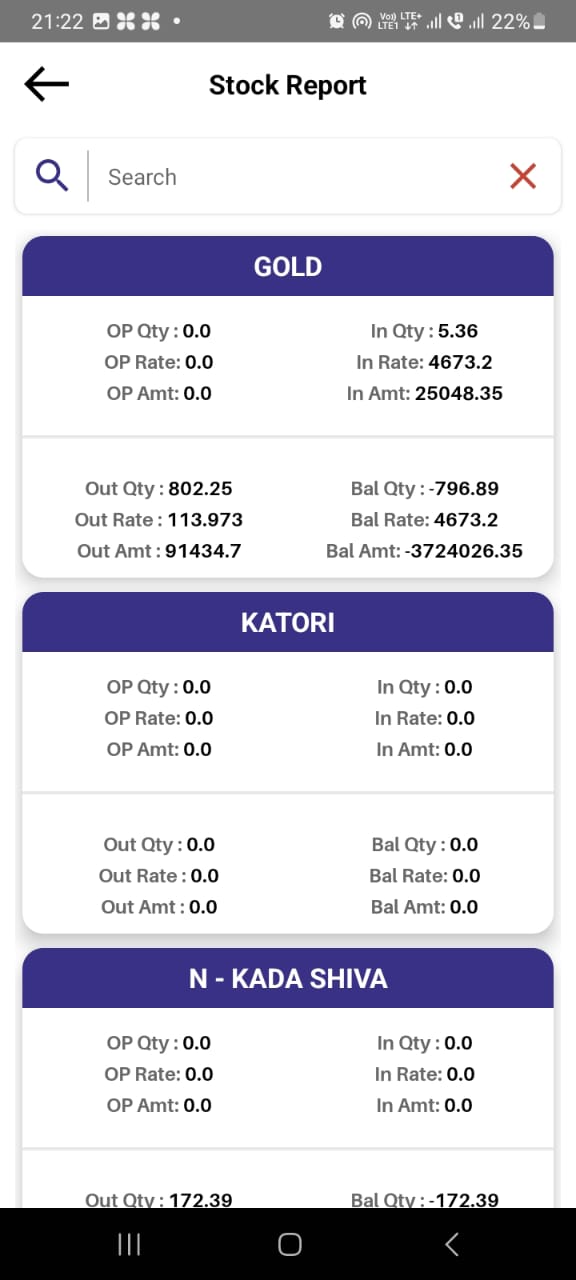 21:22 Vo)) LTE+ LTE1 22%
Stock Report
Search
GOLD
OP Qty : 0.0 In Qty : 5.36
OP Rate: 0.0 In Rate: 4673.2
OP Amt: 0.0 In Amt: 25048.35
Out Qty : 802.25 Bal Qty : -796.89
Out Rate : 113.973 Bal Rate: 4673.2
Out Amt : 91434.7 Bal Amt: -3724026.35
KATORI
OP Qty : 0.0 In Qty : 0.0
OP Rate: 0.0 In Rate: 0.0
OP Amt: 0.0 In Amt: 0.0
Out Qty : 0.0 Bal Qty : 0.0
Out Rate : 0.0 Bal Rate: 0.0
Out Amt : 0.0 Bal Amt: 0.0
N - KADA SHIVA
OP Qty : 0.0 In Qty : 0.0
OP Rate: 0.0 In Rate: 0.0
OP Amt: 0.0 In Amt: 0.0
Out Qty : 172.39 Bal Qty : -172.39